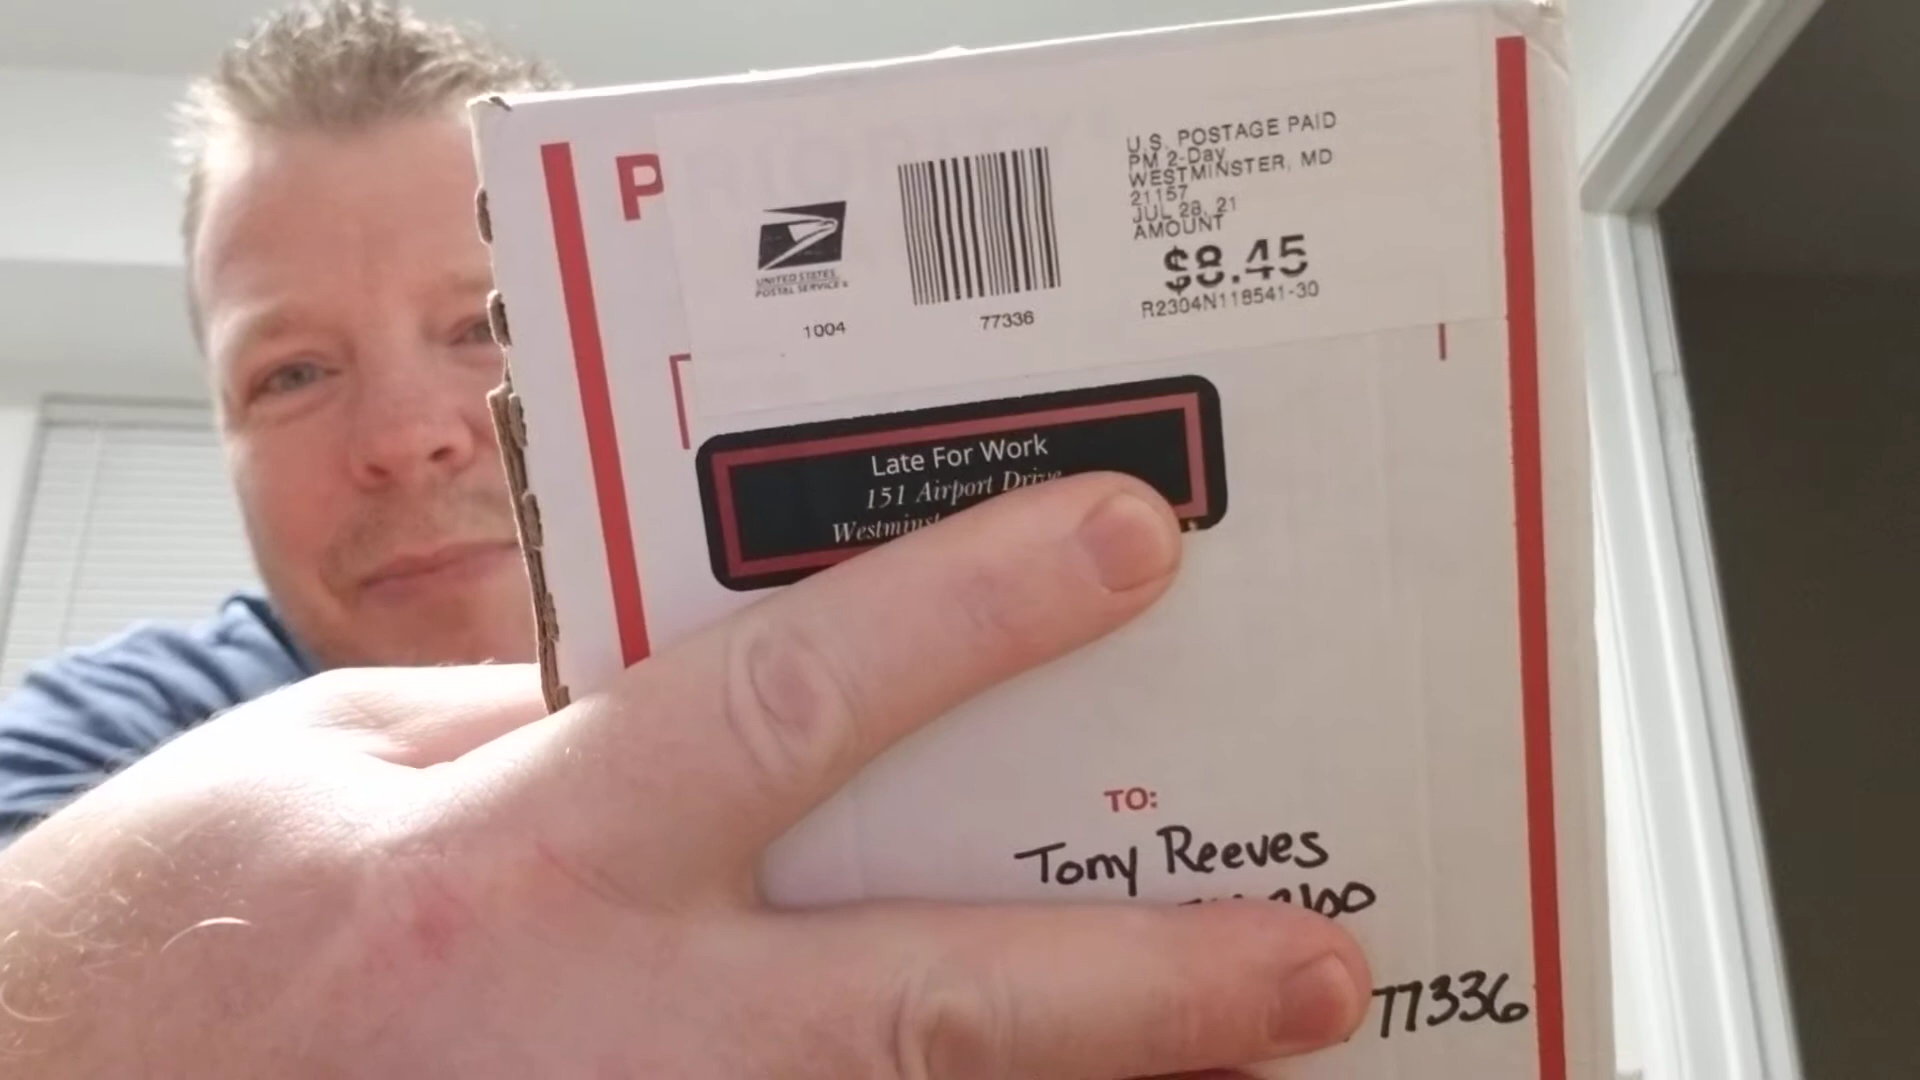 P
UNITED STATES
POSTAL SERVICE®
1004
77336
U.S. POSTAGE PAID
PM 2-Day
WESTMINSTER, MD
21157
JUL 28, 21
AMOUNT
$8.45
R2304N118541-30
Late For Work
151 Airport Drive
TO:
Tony Reeves
77336